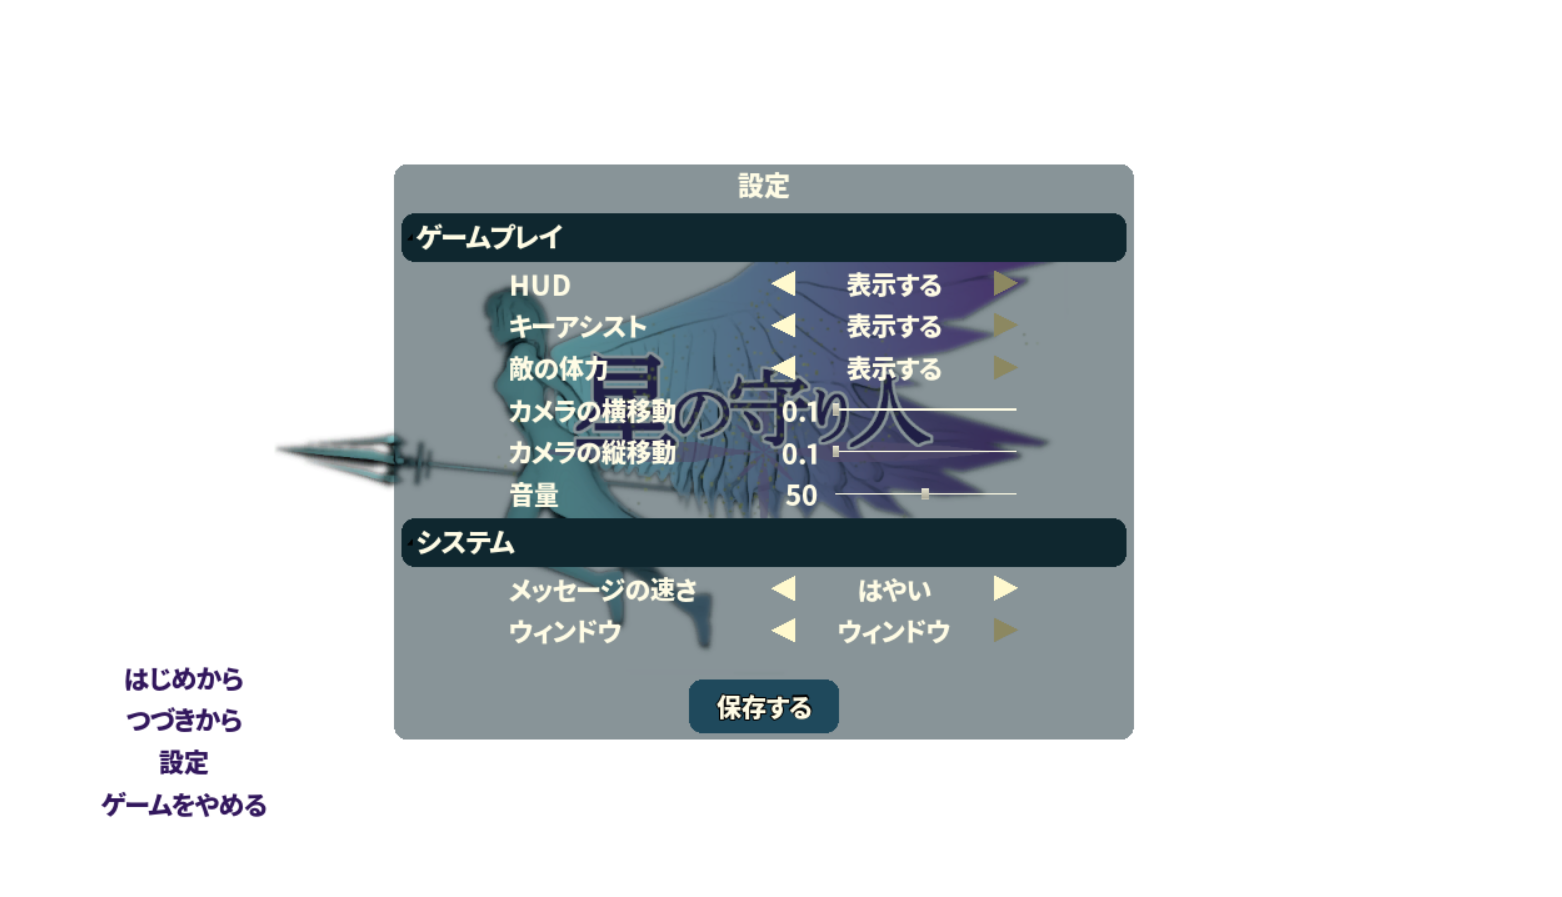 設定
ゲームプレイ
HUD 表示する
キーアシスト 表示する
敵の体力 表示する
星の守り人
カメラの横移動 0.1
カメラの縦移動 0.1
音量 50
システム
メッセージの速さ はやい
ウィンドウ ウィンドウ
保存する
はじめから
つづきから
設定
ゲームをやめる